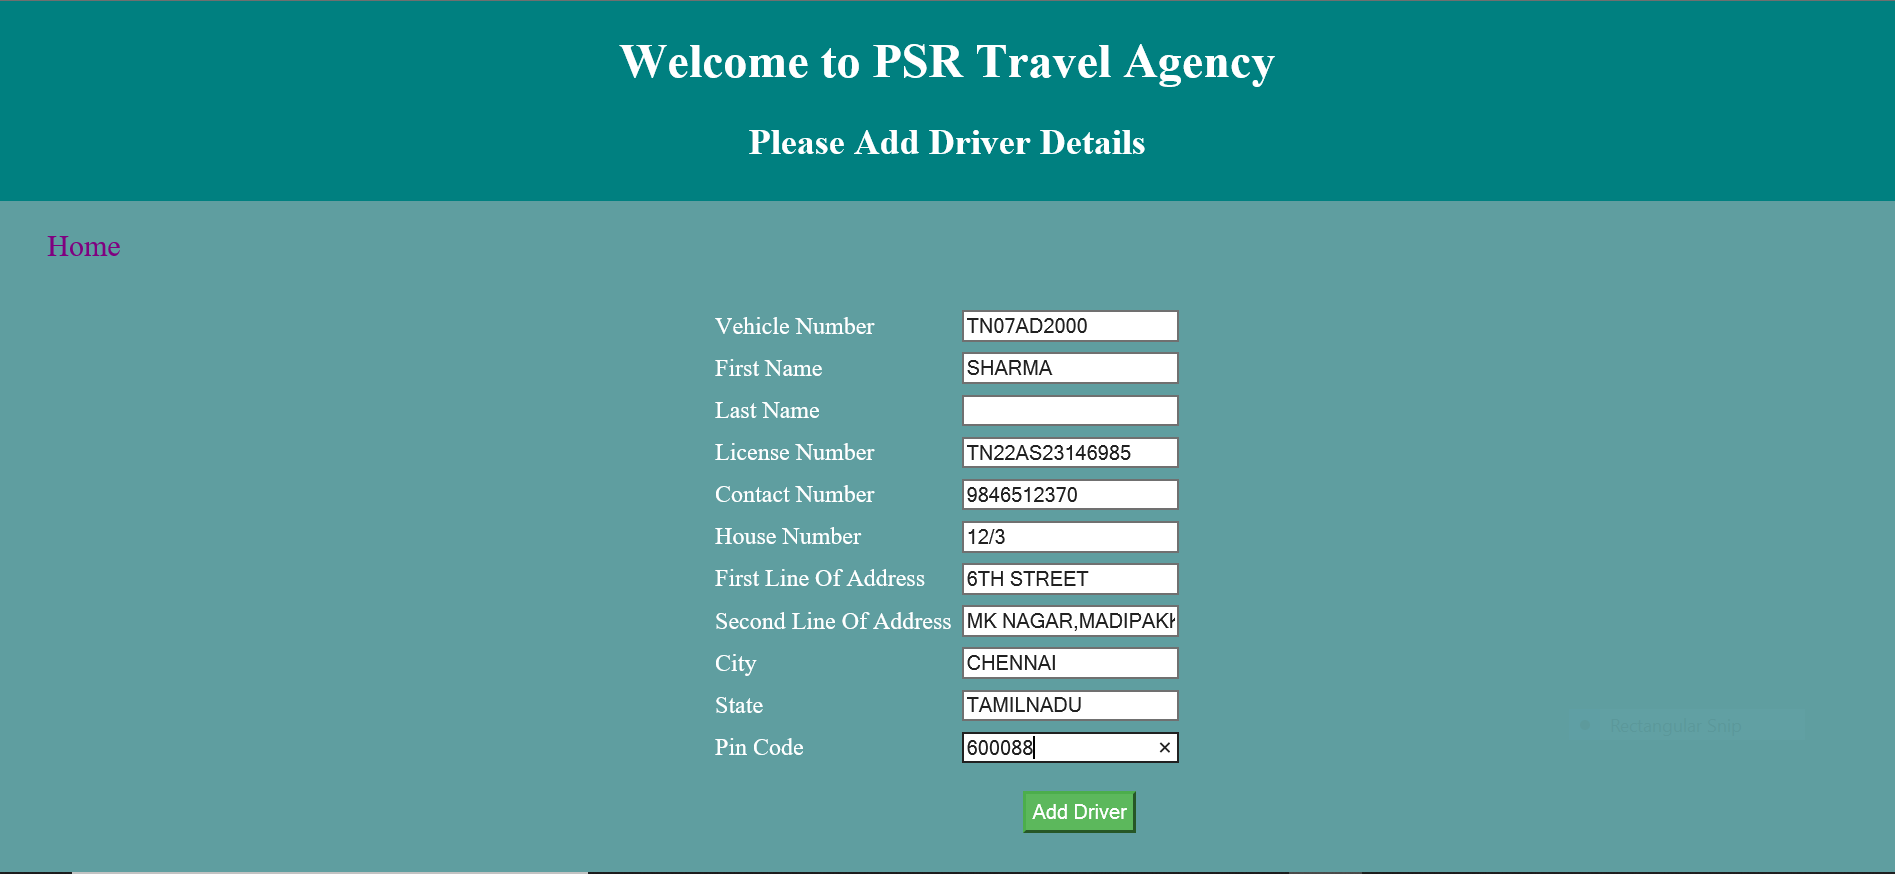 Welcome to PSR Travel Agency
Please Add Driver Details
Home
Vehicle Number TN07AD2000
First Name SHARMA
Last Name
License Number TN22AS23146985
Contact Number 9846512370
House Number 12/3
First Line Of Address 6TH STREET
Second Line Of Address MK NAGAR,MADIPAK
City CHENNAI
State TAMILNADU
Rectangular Snip
Pin Code 600088 ×
Add Driver